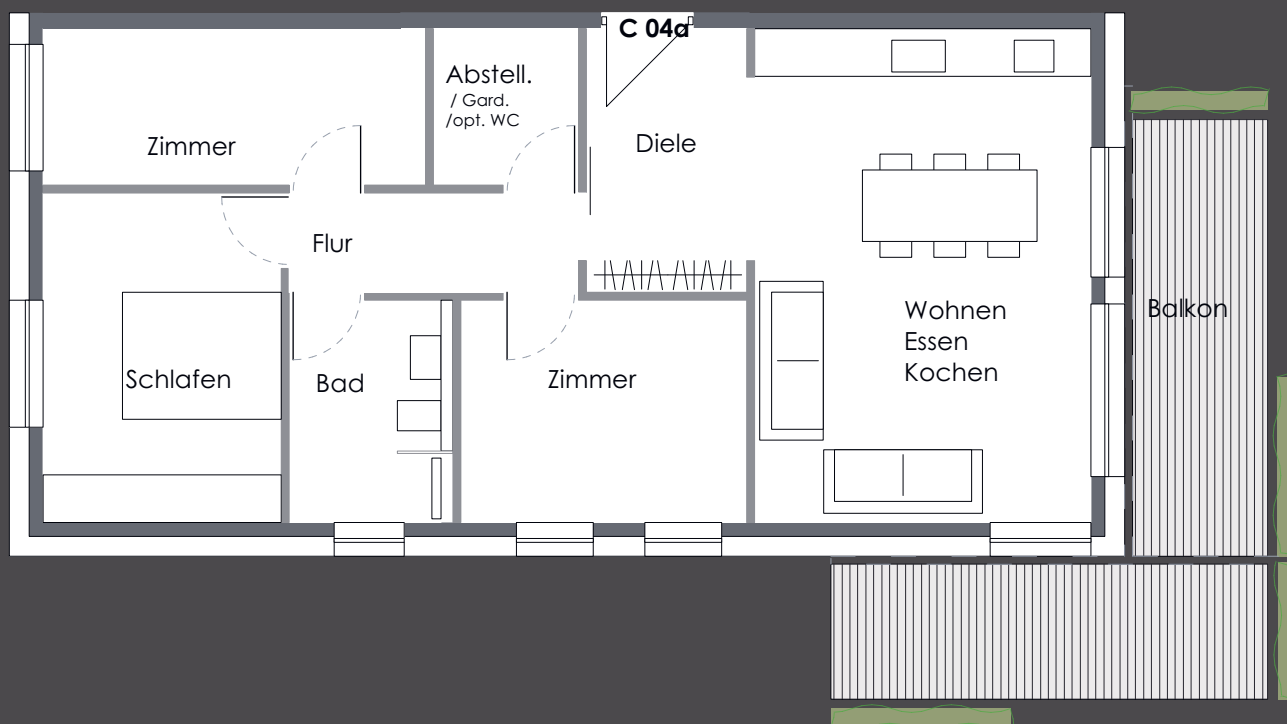 C 04a
Abstell.
/ Gard.
/opt. WC
Zimmer
Diele
Flur
Wohnen
Essen
Kochen
Balkon
Schlafen
Bad
Zimmer